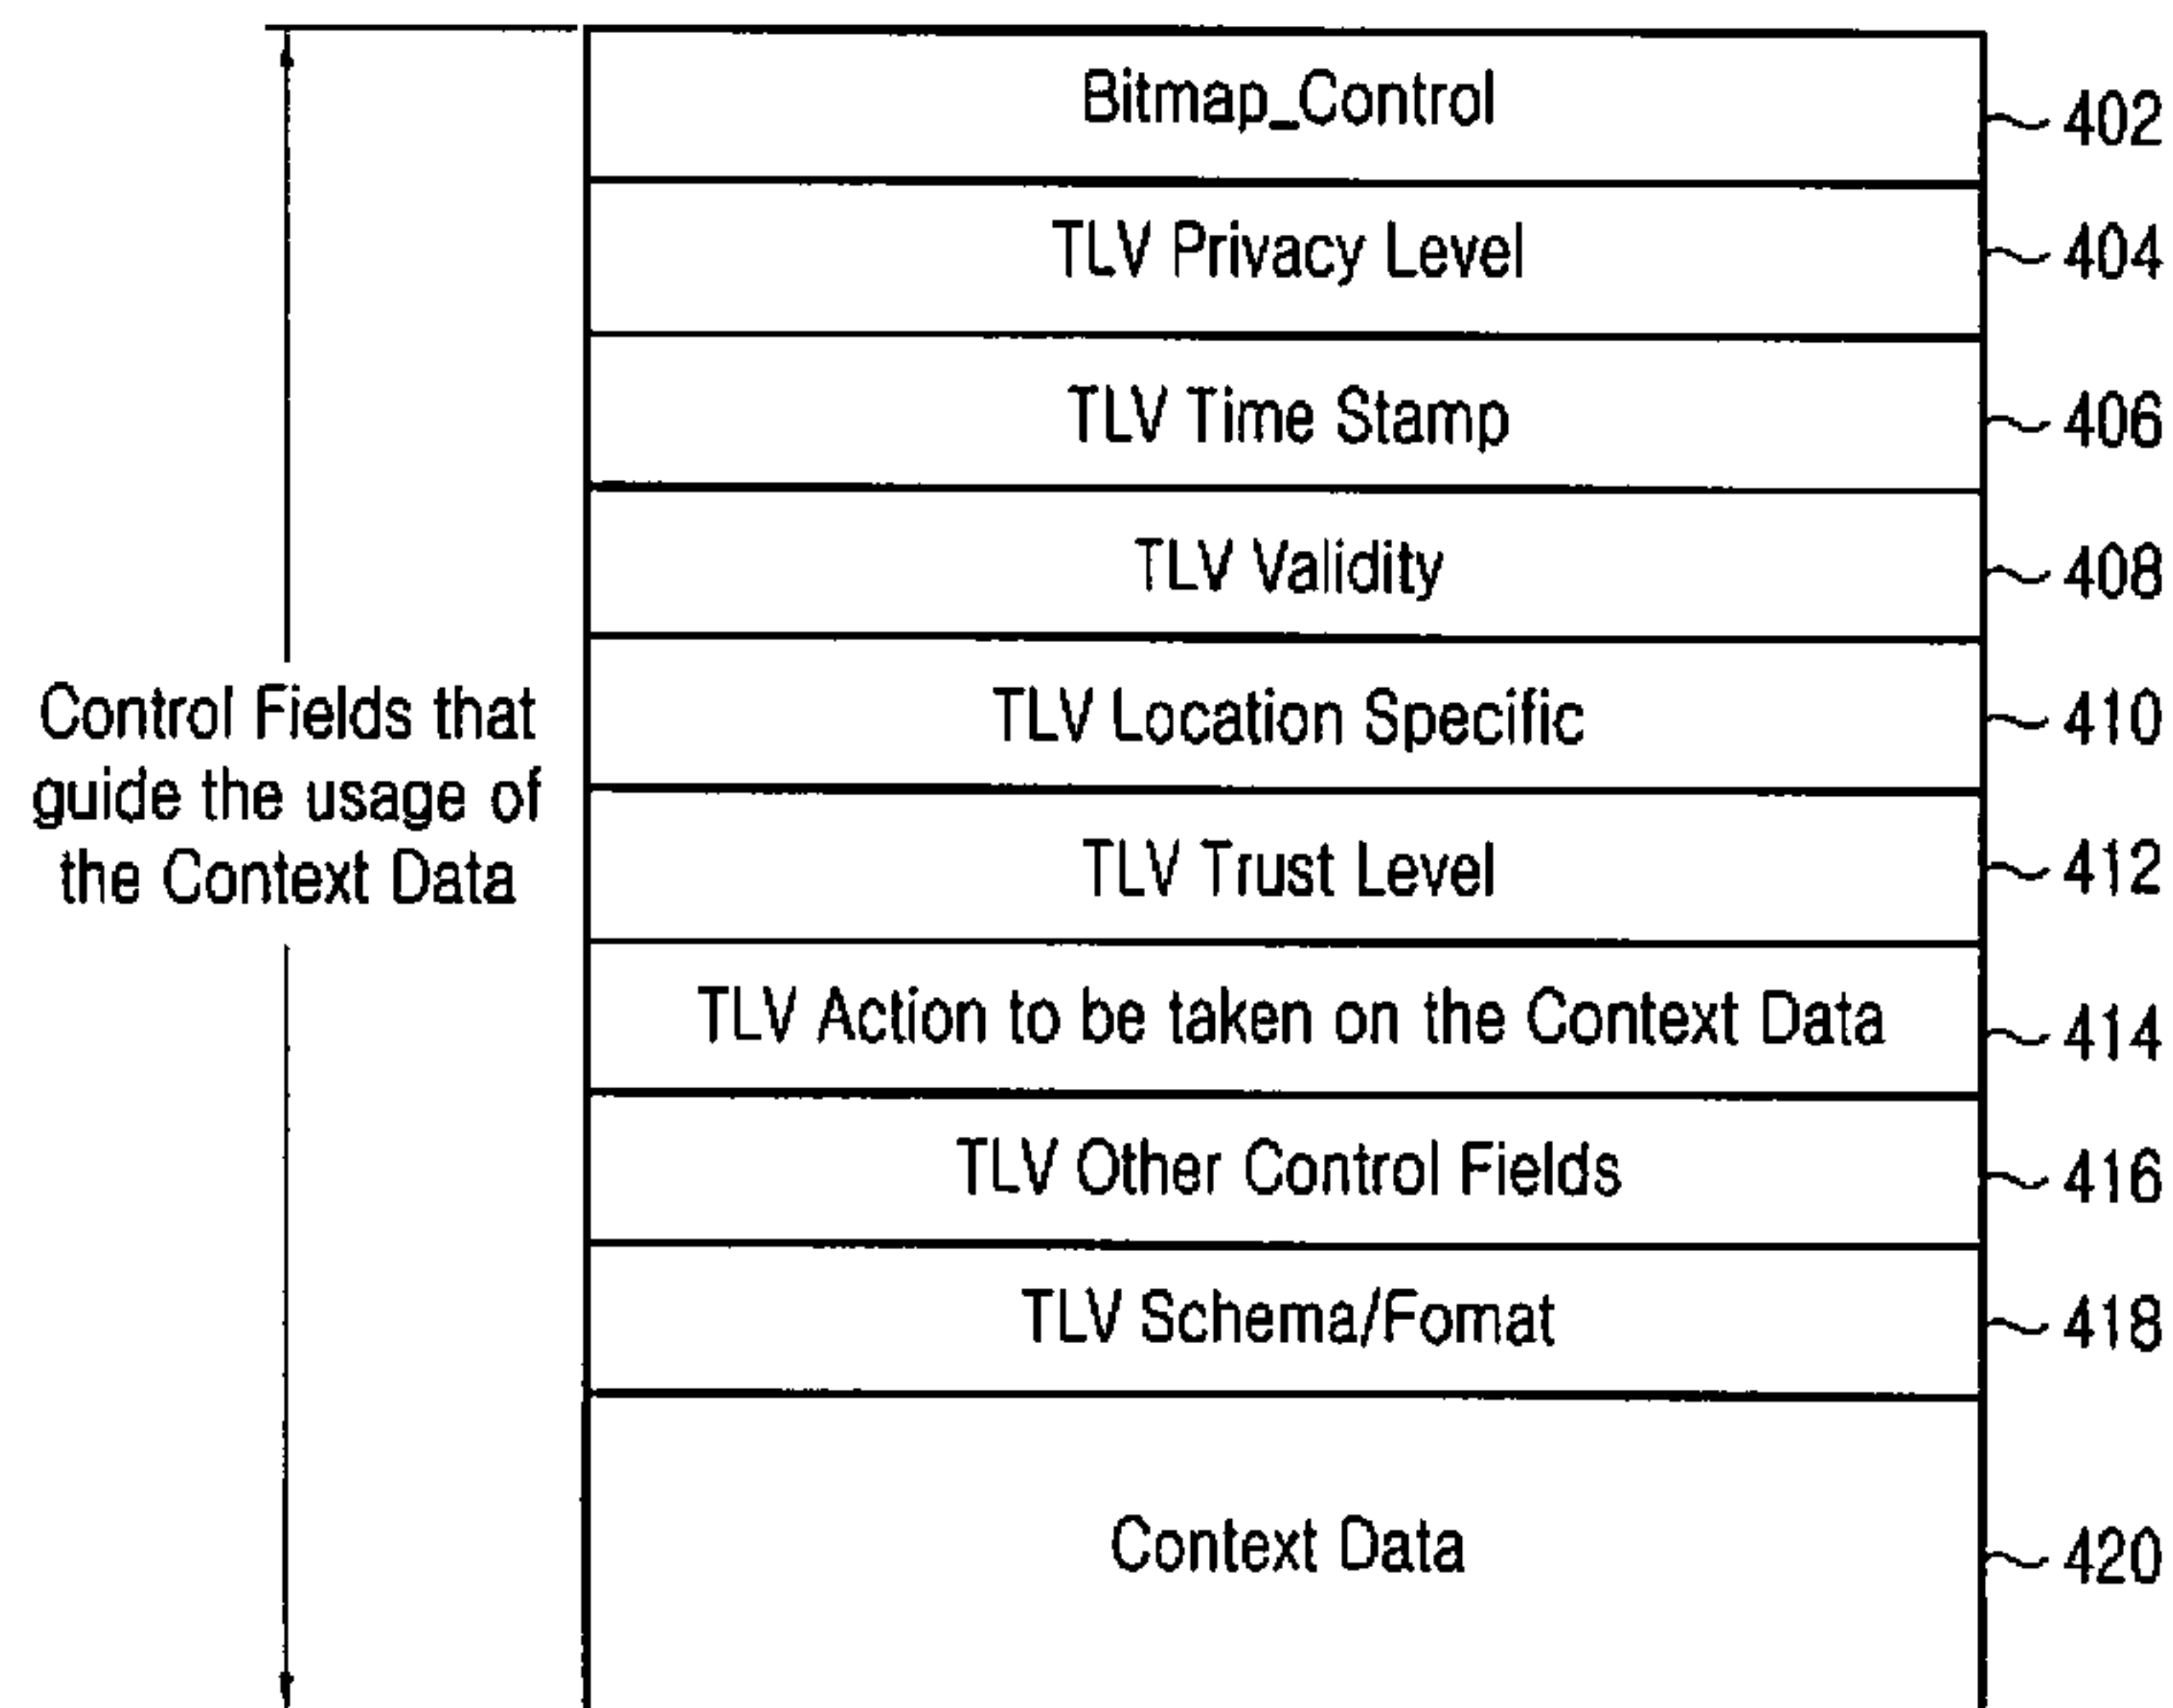 Bitmap_Control
402
TLV Privacy Level
404
TLV Time Stamp
406
TLV Validity
408
Control Fields that
guide the usage of
the Context Data
TLV Location Specific
410
TLV Trust Level
412
TLV Action to be taken on the Context Data
414
TLV Other Control Fields
416
TLV Schema/Fomat
418
Context Data
420